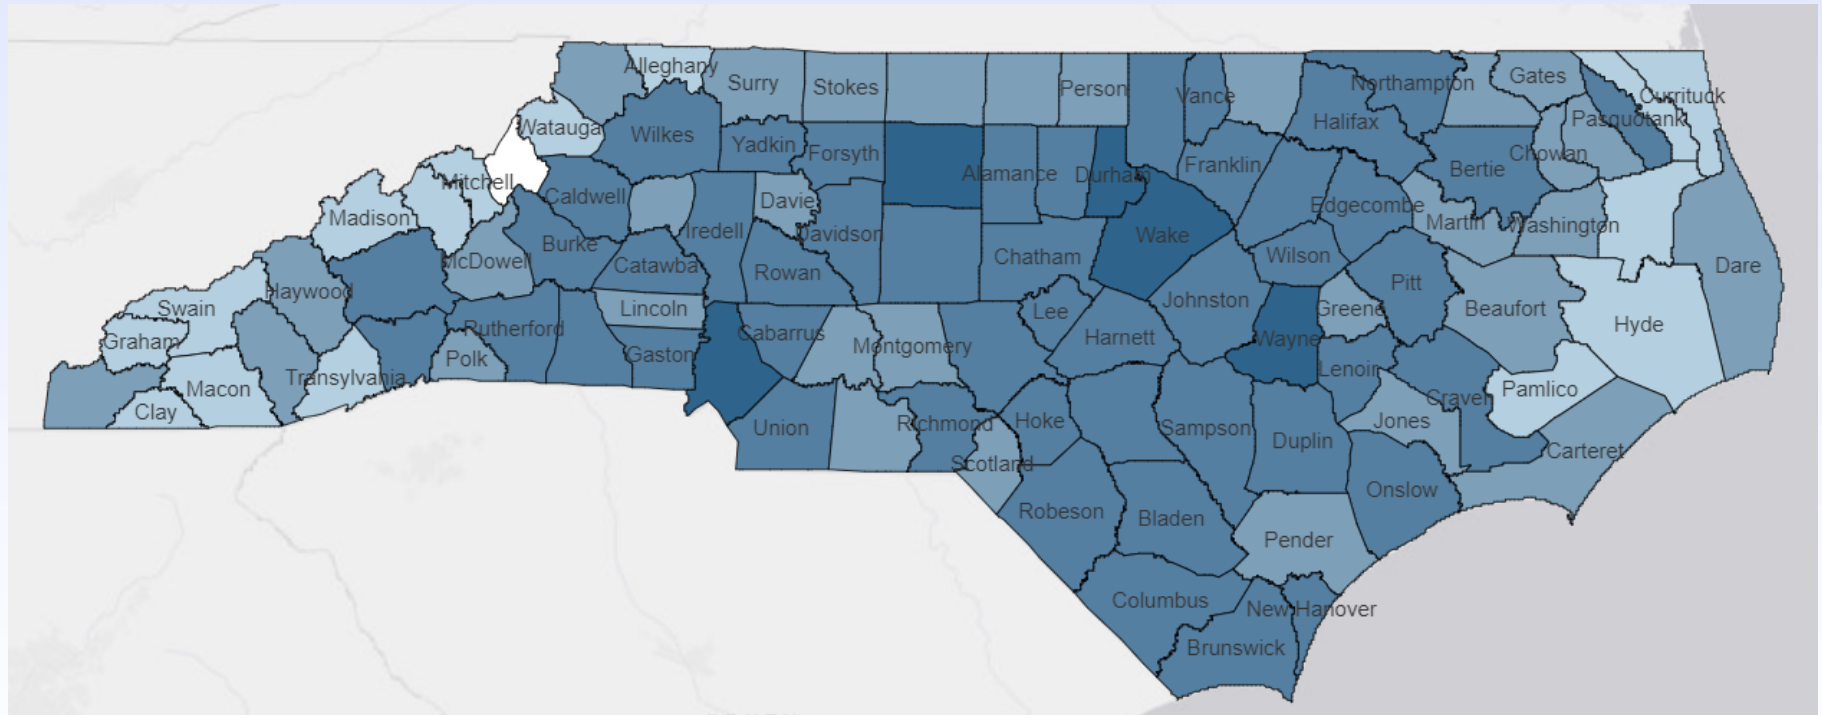 Alleghany
Surry
Stokes
Person
Vance
Northampton
Gates
Currituck
Watauga
Wilkes
Yadkin
Forsyth
Halifax
Pasquotank
Mitchell
Caldwell
Davie
Alamance
Durham
Franklin
Bertie
Chowan
Madison
Burke
Iredell
Davidson
Wake
Edgecombe
Martin
Washington
McDowell
Catawba
Rowan
Chatham
Wilson
Dare
Swain
Haywood
Lincoln
Johnston
Pitt
Beaufort
Hyde
Graham
Rutherford
Cabarrus
Lee
Harnett
Wayne
Greene
Macon
Polk
Gaston
Montgomery
Lenoir
Clay
Transylvania
Union
Richmond
Hoke
Sampson
Duplin
Jones
Craven
Pamlico
Scotland
Carteret
Robeson
Bladen
Onslow
Pender
Columbus
New Hanover
Brunswick